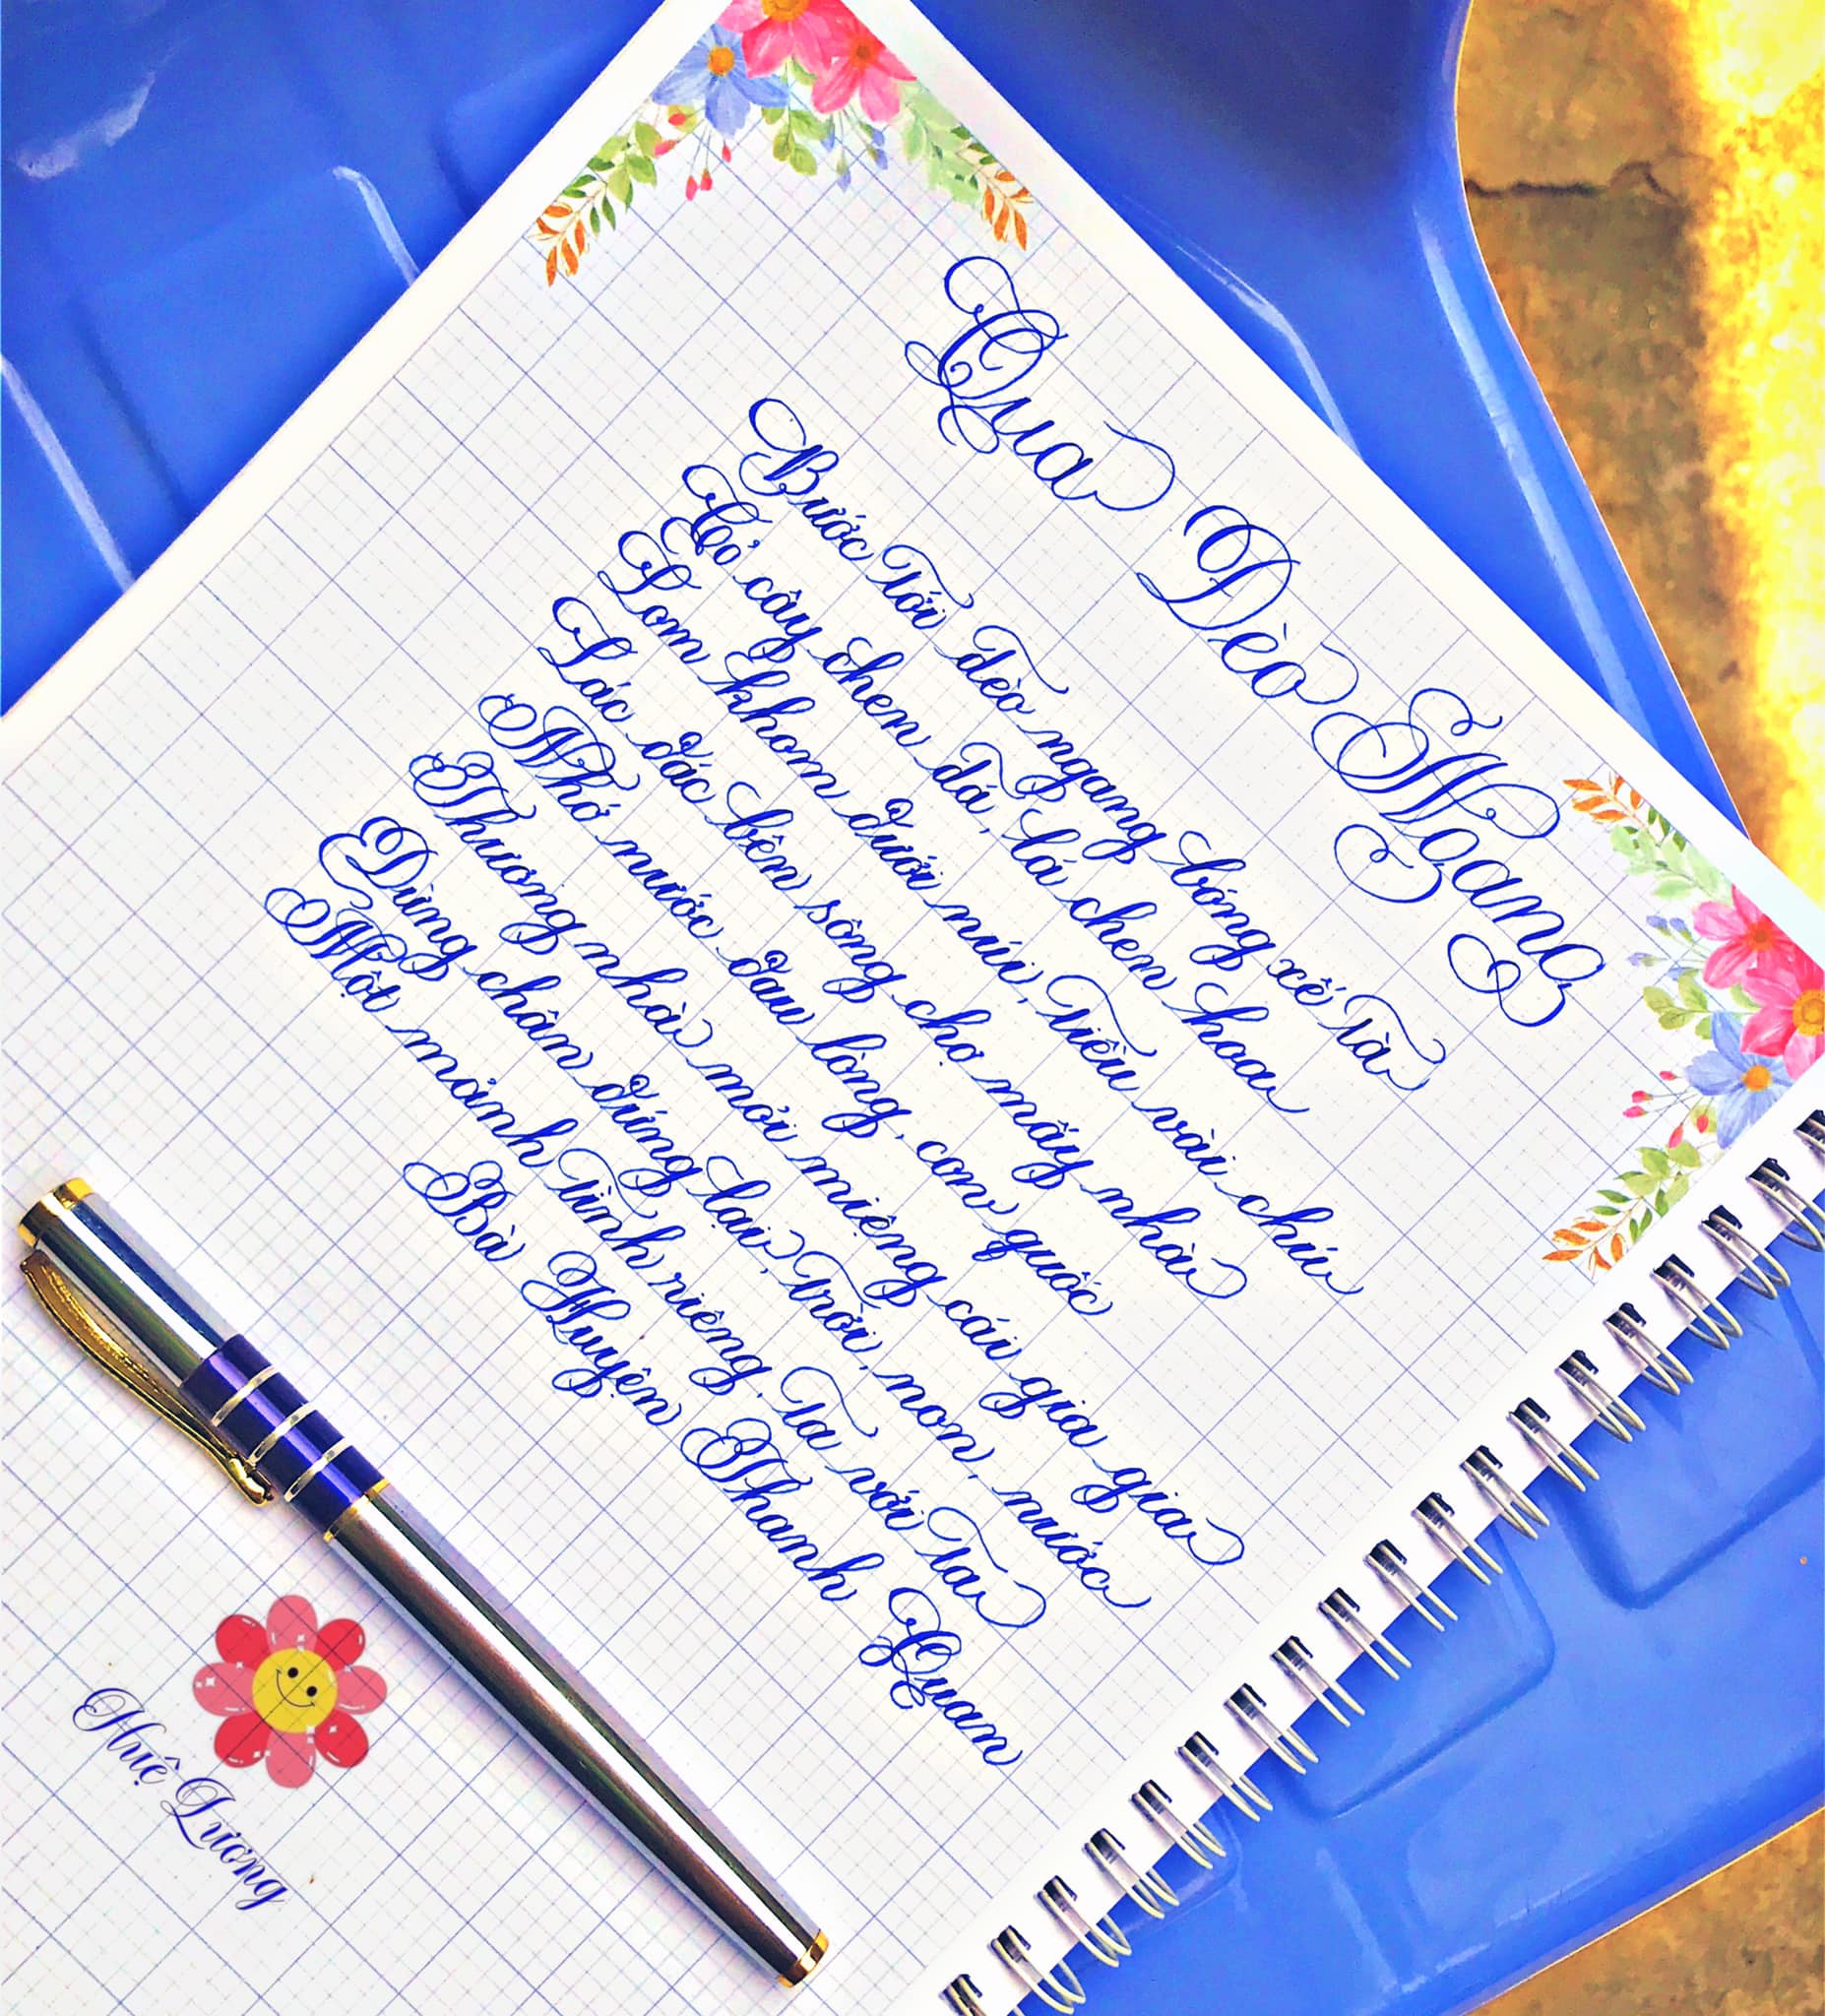 Qua Đèo Ngang
Bước tới đèo ngang bóng xế tà
Cỏ cây chen đá, lá chen hoa
Lom khom dưới núi, tiều vài chú
Lác đác bên sông chợ mấy nhà
Nhớ nước đau lòng, con quốc
Thương nhà mỏi miệng cái gia gia
Dừng chân đứng lại, trời, non, nước
Một mảnh tình riêng, ta với ta
Bà Huyện Thanh Quan
Huệ Lương